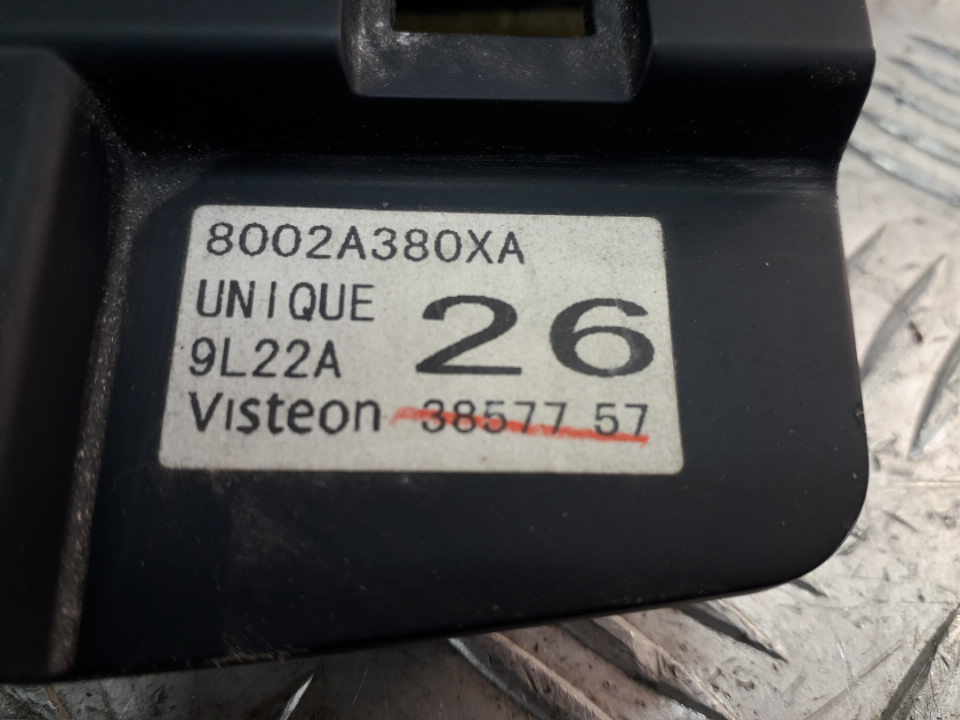 8002A380XA
UNIQUE 26
9L22A
Visteon 38577 57